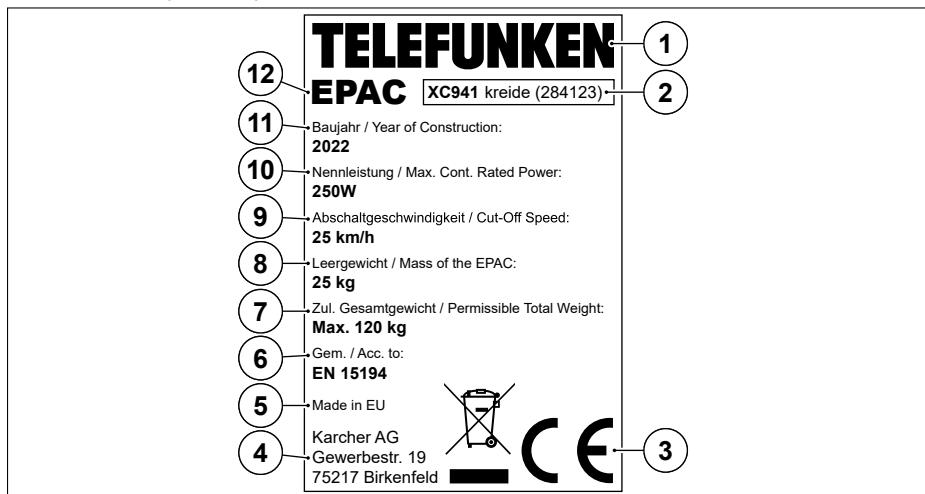 TELEFUNKEN
1
12
EPAC
XC941 kreide (284123)
2
11
Baujahr / Year of Construction:
2022
10
Nennleistung / Max. Cont. Rated Power:
250W
9
Abschaltgeschwindigkeit / Cut-Off Speed:
25 km/h
8
Leergewicht / Mass of the EPAC:
25 kg
7
Zul. Gesamtgewicht / Permissible Total Weight:
Max. 120 kg
6
Gem. / Acc. to:
EN 15194
5
Made in EU
4
Karcher AG
Gewerbestr. 19
75217 Birkenfeld
CE
3